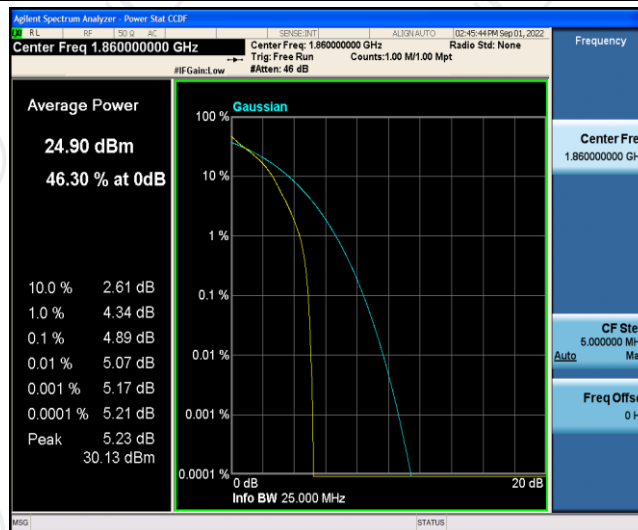 Agilent Spectrum Analyzer - Power Stat CCDF
RL RF 50 Ω AC SENSE:INT ALIGN AUTO 02:45:44 PM Sep 01, 2022
Center Freq 1.860000000 GHz
Center Freq: 1.860000000 GHz Radio Std: None
Trig: Free Run Counts:1.00 M/1.00 Mpt
#IFGain:Low #Atten: 46 dB
Frequency
Average Power
24.90 dBm
46.30 % at 0dB
10.0 % 2.61 dB
1.0 % 4.34 dB
0.1 % 4.89 dB
0.01 % 5.07 dB
0.001 % 5.17 dB
0.0001 % 5.21 dB
Peak 5.23 dB
30.13 dBm
Gaussian
100 %
10 %
1 %
0.1 %
0.01 %
0.001 %
0.0001 %
0 dB 20 dB
Info BW 25.000 MHz
Center Fre
1.860000000 GH
CF Ste
5.000000 MH
Auto Ma
Freq Offse
0 H
MSG STATUS